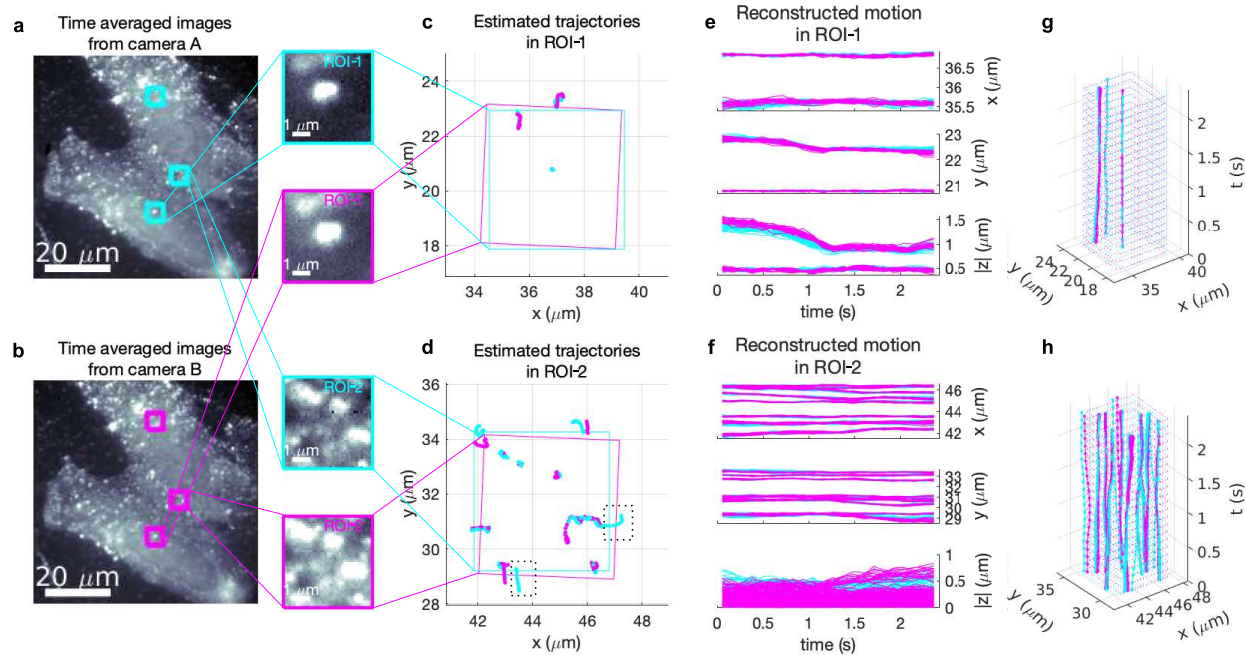 a
Time averaged images
from camera A
20 μm
ROI-1
1 μm
ROI-1
1 μm
c
Estimated trajectories
in ROI-1
24
22
20
18
y (μm)
34
36
38
40
x (μm)
e
Reconstructed motion
in ROI-1
36.5
36
35.5
x (μm)
23
22
21
y (μm)
1.5
1
0.5
|z| (μm)
0
0.5
1
1.5
2
time (s)
g
2
1.5
1
0.5
0
t (s)
24
22
20
18
y (μm)
35
40
x (μm)
b
Time averaged images
from camera B
20 μm
ROI-2
1 μm
ROI-2
1 μm
d
Estimated trajectories
in ROI-2
36
34
32
30
28
y (μm)
42
44
46
48
x (μm)
f
Reconstructed motion
in ROI-2
46
44
42
x (μm)
33
32
31
30
29
y (μm)
1
0.5
0
|z| (μm)
0
0.5
1
1.5
2
time (s)
h
2
1.5
1
0.5
0
t (s)
35
30
y (μm)
42
44
46
48
x (μm)